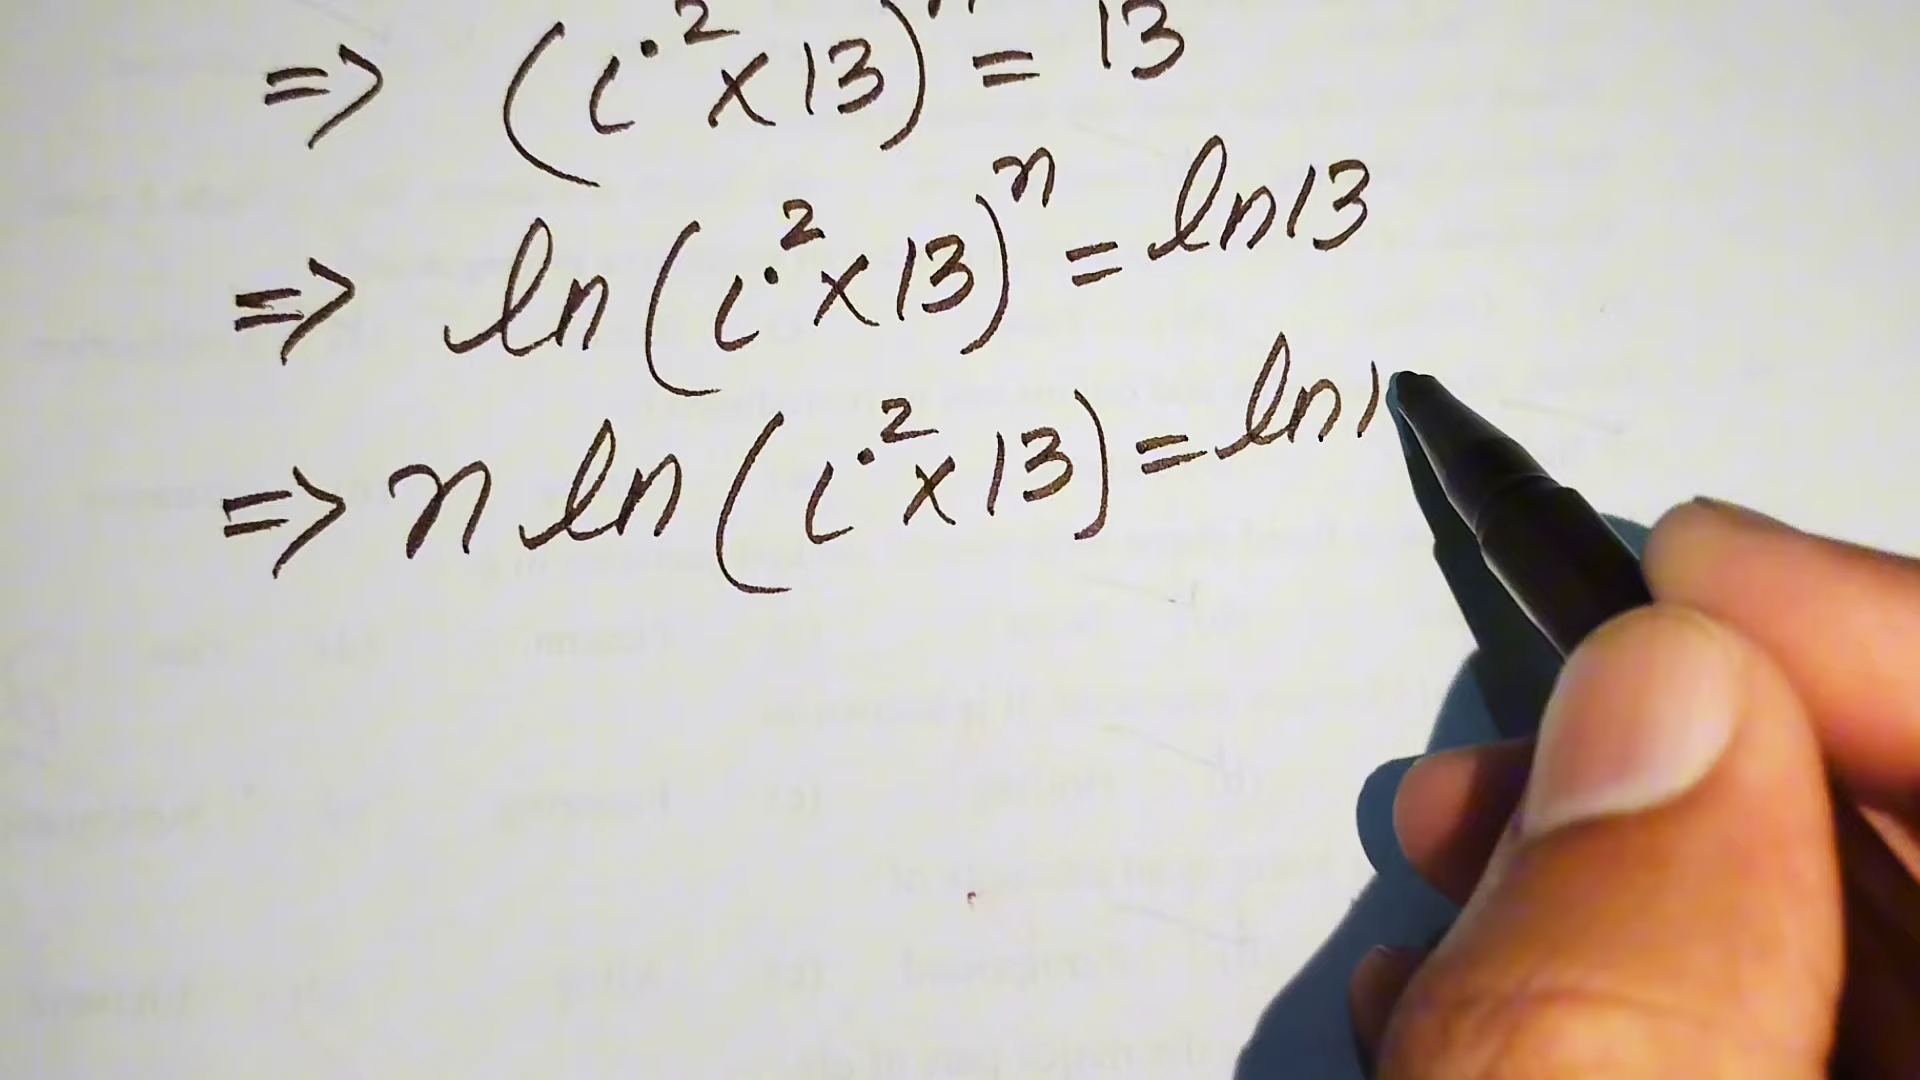 => (i²×13)ⁿ = 13
=> ln(i²×13)ⁿ = ln13
=> n ln(i²×13) = ln1